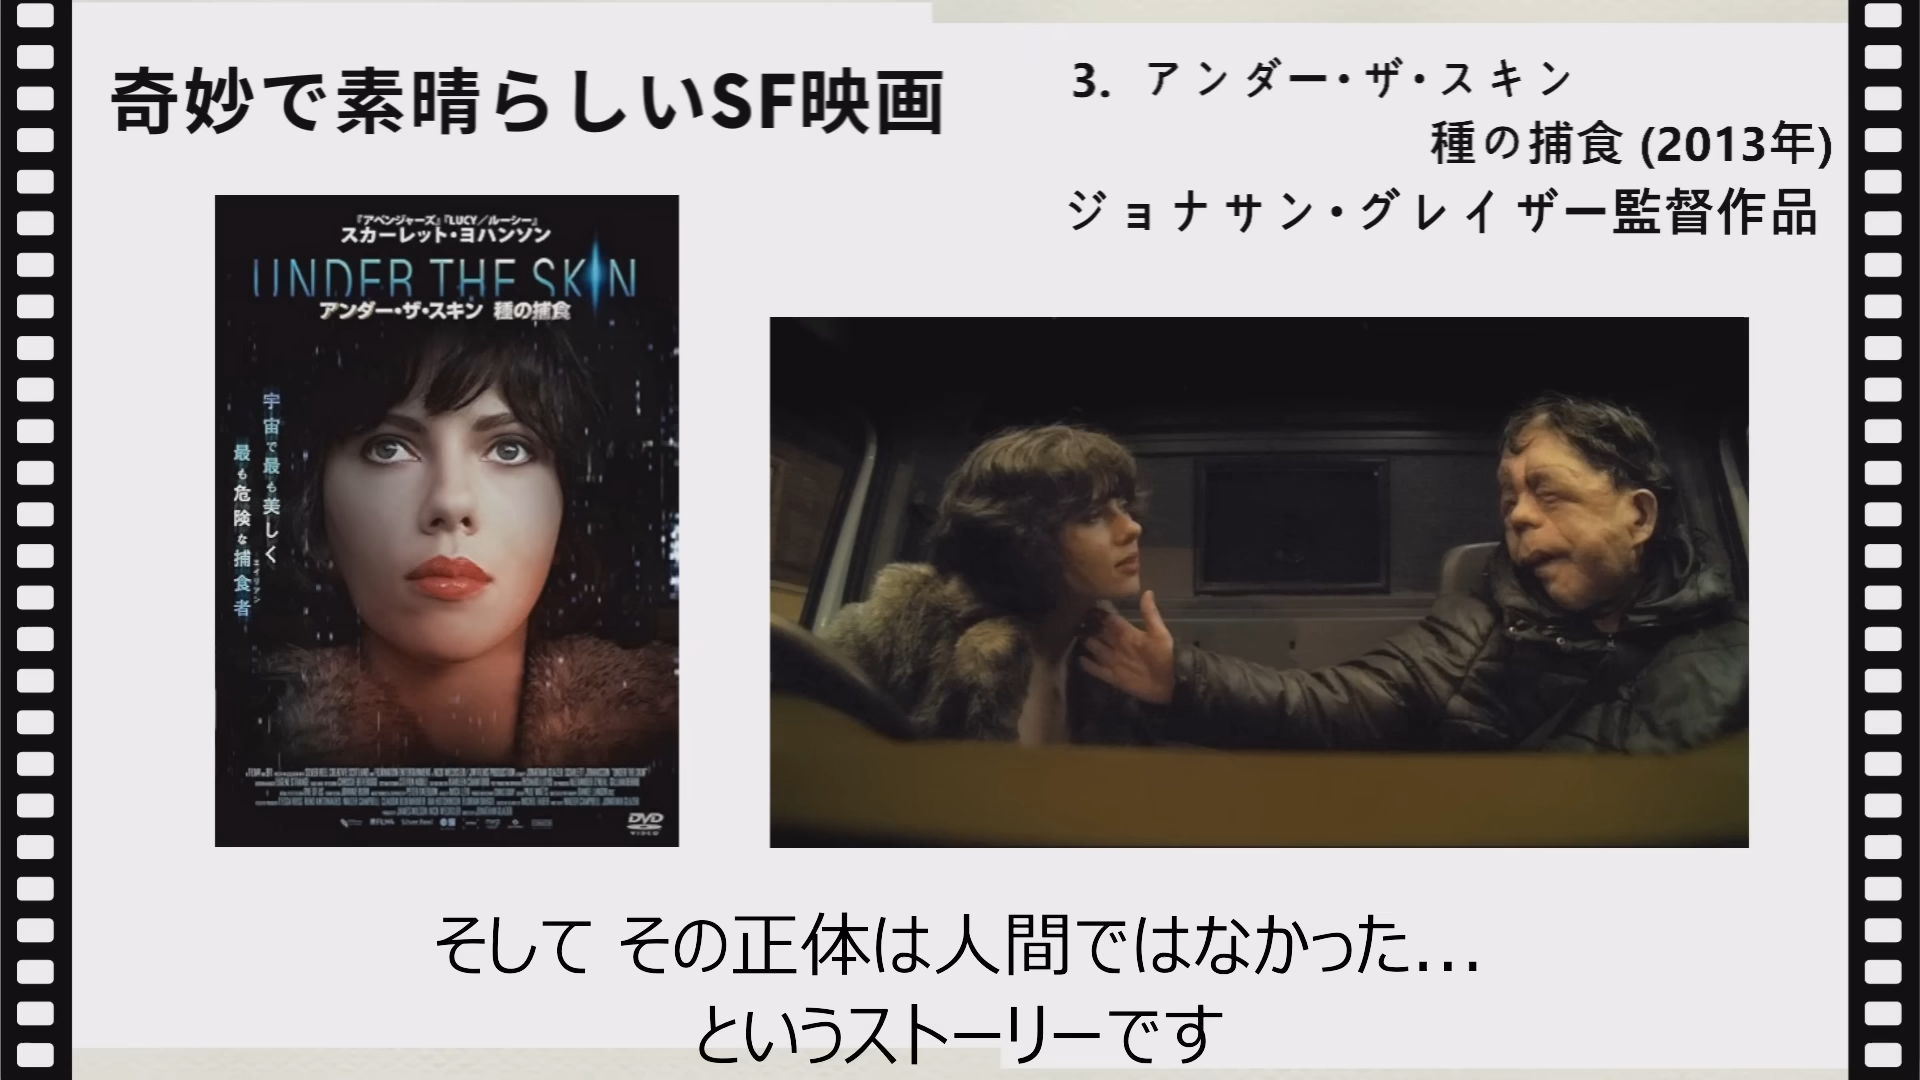 奇妙で素晴らしいSF映画
3. アンダー・ザ・スキン
種の捕食 (2013年)
ジョナサン・グレイザー監督作品
『アベンジャーズ』『LUCY／ルーシー』
スカーレット・ヨハンソン
UNDER THE SKIN
アンダー・ザ・スキン 種の捕食
宇宙で最も美しく
最も危険な捕食者
エイリアン
DVD
VIDEO
そして その正体は人間ではなかった…
というストーリーです